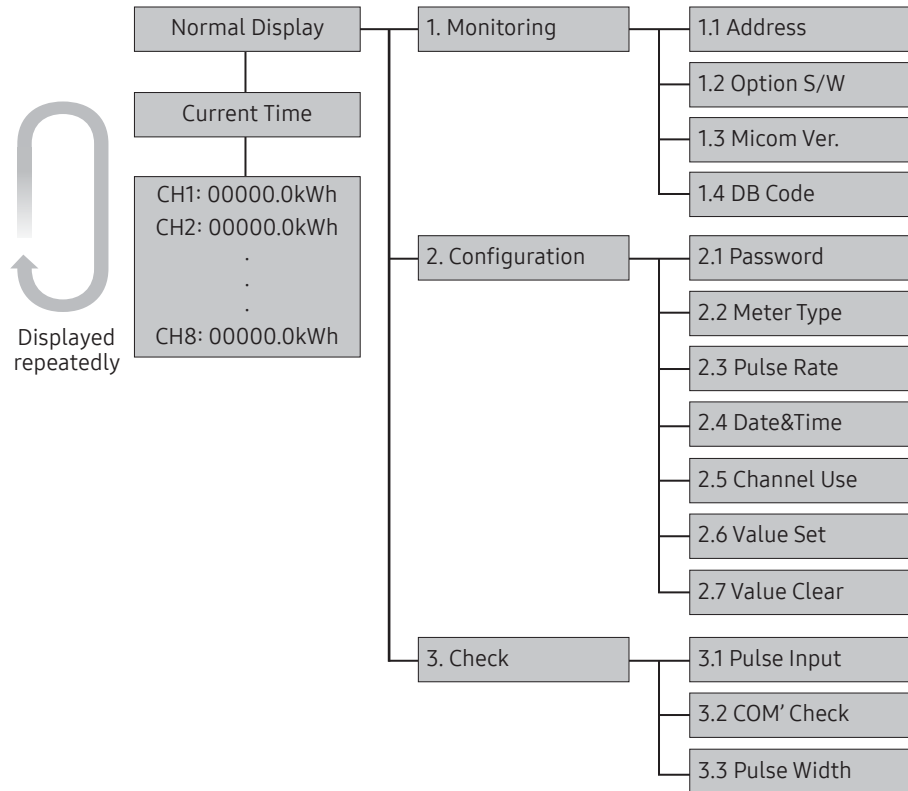 Normal Display
Current Time
CH1: 00000.0kWh
CH2: 00000.0kWh
.
.
.
CH8: 00000.0kWh
Displayed
repeatedly
1. Monitoring
1.1 Address
1.2 Option S/W
1.3 Micom Ver.
1.4 DB Code
2. Configuration
2.1 Password
2.2 Meter Type
2.3 Pulse Rate
2.4 Date&Time
2.5 Channel Use
2.6 Value Set
2.7 Value Clear
3. Check
3.1 Pulse Input
3.2 COM’ Check
3.3 Pulse Width